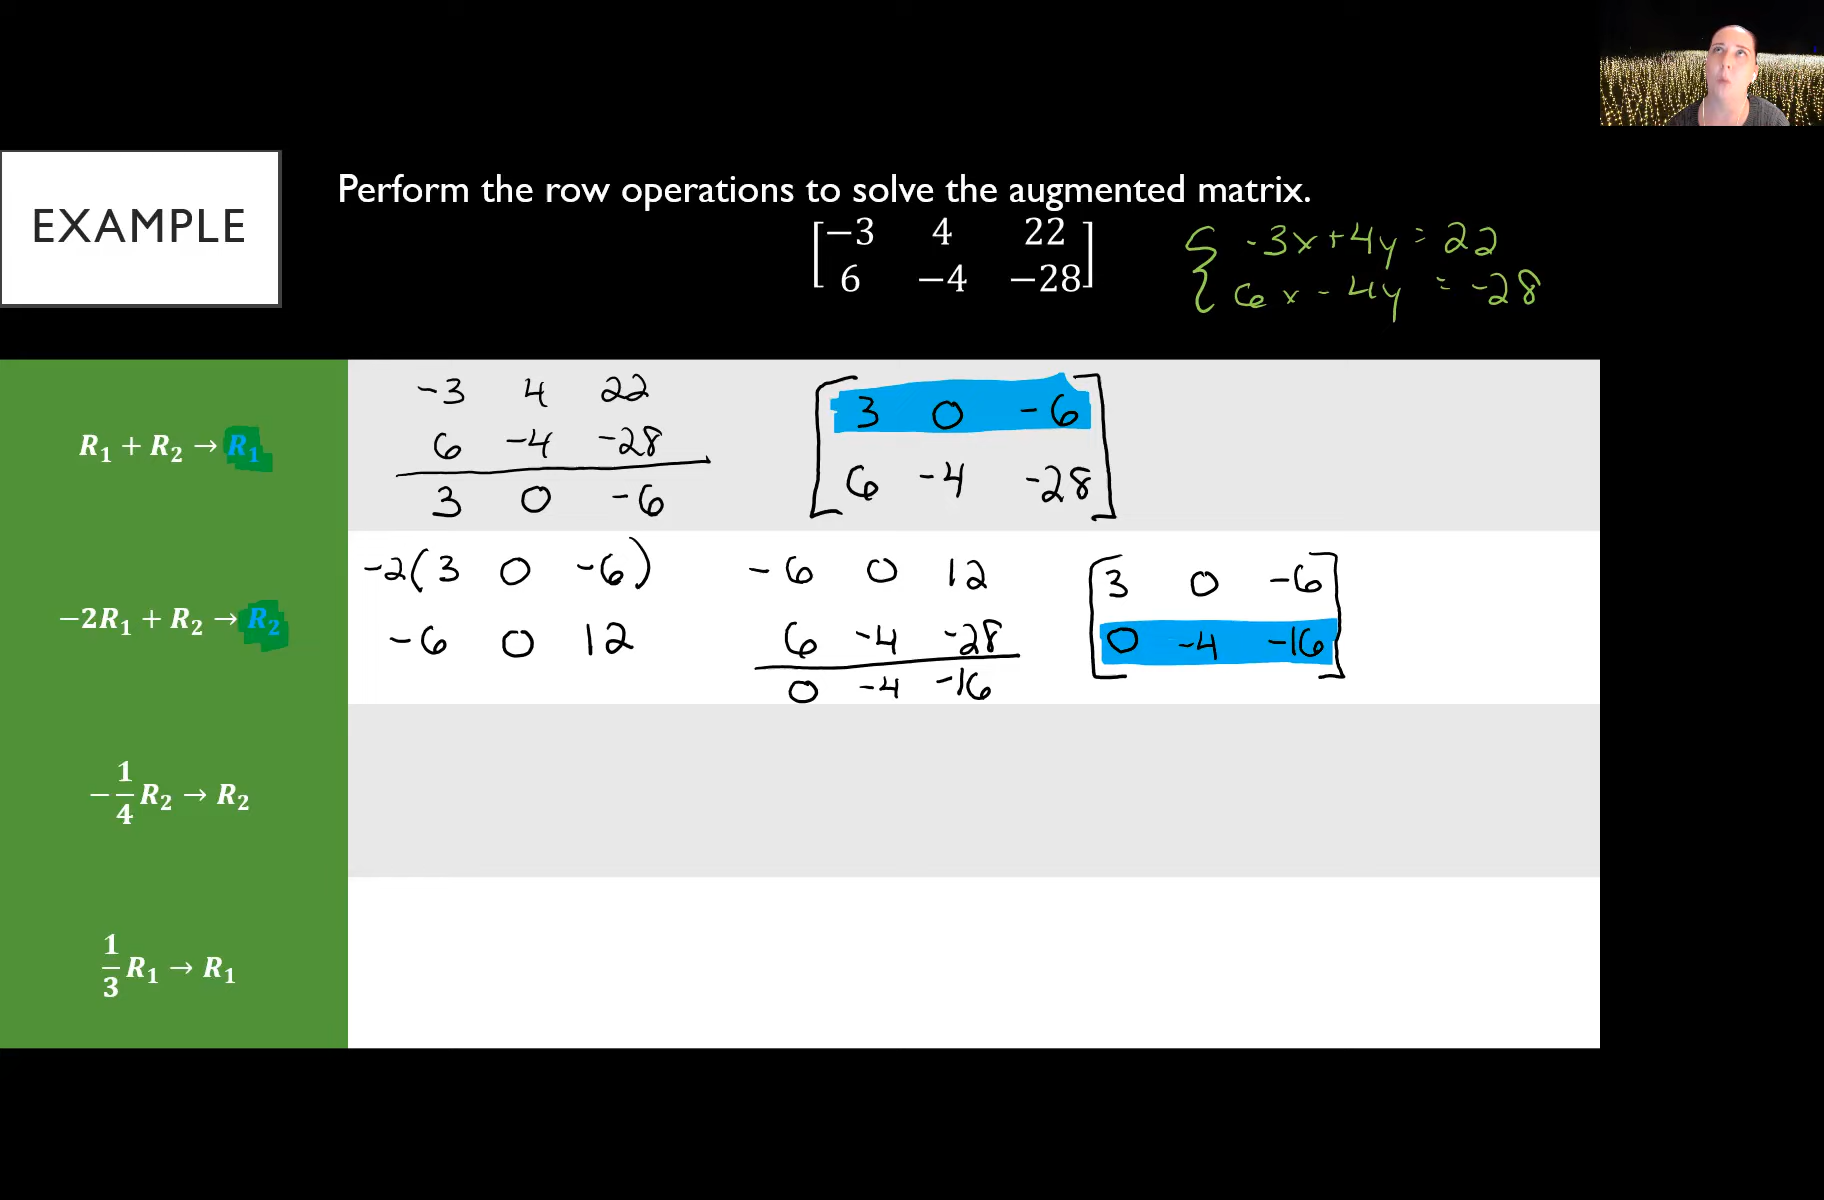 EXAMPLE
Perform the row operations to solve the augmented matrix.
[−3 4 22]
[6 −4 −28]
{ -3x+4y = 22
6x - 4y = -28
R₁ + R₂ → R₁
-3 4 22
6 -4 -28
3 0 -6
[3 0 -6]
[6 -4 -28]
−2R₁ + R₂ → R₂
-2(3 0 -6)
-6 0 12
-6 0 12
6 -4 -28
0 -4 -16
[3 0 -6]
[0 -4 -16]
−1/4 R₂ → R₂
1/3 R₁ → R₁